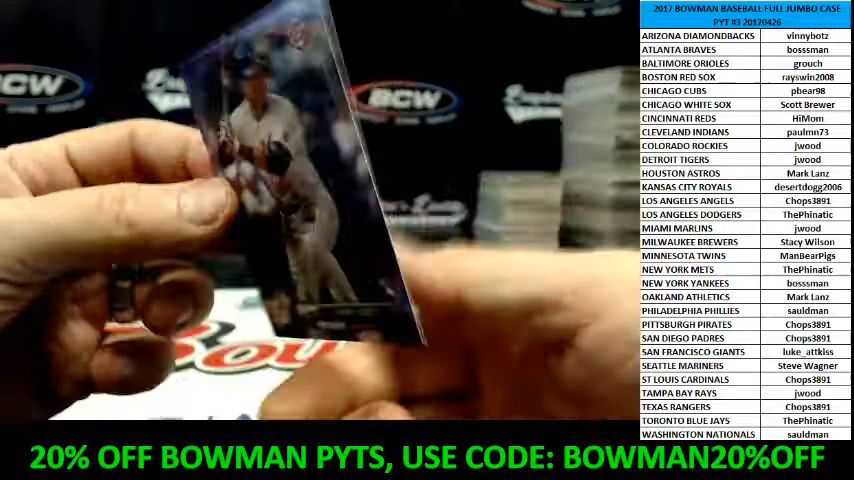 2017 BOWMAN BASEBALL FULL JUMBO CASE
PYT #3 20170426
ARIZONA DIAMONDBACKS vinnybotz
ATLANTA BRAVES bosssman
BALTIMORE ORIOLES grouch
BOSTON RED SOX rayswin2008
CHICAGO CUBS pbear98
CHICAGO WHITE SOX Scott Brewer
CINCINNATI REDS HiMom
CLEVELAND INDIANS paulmn73
COLORADO ROCKIES jwood
DETROIT TIGERS jwood
HOUSTON ASTROS Mark Lanz
KANSAS CITY ROYALS desertdogg2006
LOS ANGELES ANGELS Chops3891
LOS ANGELES DODGERS ThePhinatic
MIAMI MARLINS jwood
MILWAUKEE BREWERS Stacy Wilson
MINNESOTA TWINS ManBearPigs
NEW YORK METS ThePhinatic
NEW YORK YANKEES bosssman
OAKLAND ATHLETICS Mark Lanz
PHILADELPHIA PHILLIES sauldman
PITTSBURGH PIRATES Chops3891
SAN DIEGO PADRES Chops3891
SAN FRANCISCO GIANTS luke_attkiss
SEATTLE MARINERS Steve Wagner
ST LOUIS CARDINALS Chops3891
TAMPA BAY RAYS jwood
TEXAS RANGERS Chops3891
TORONTO BLUE JAYS ThePhinatic
WASHINGTON NATIONALS sauldman
BCW
20% OFF BOWMAN PYTS, USE CODE: BOWMAN20%OFF